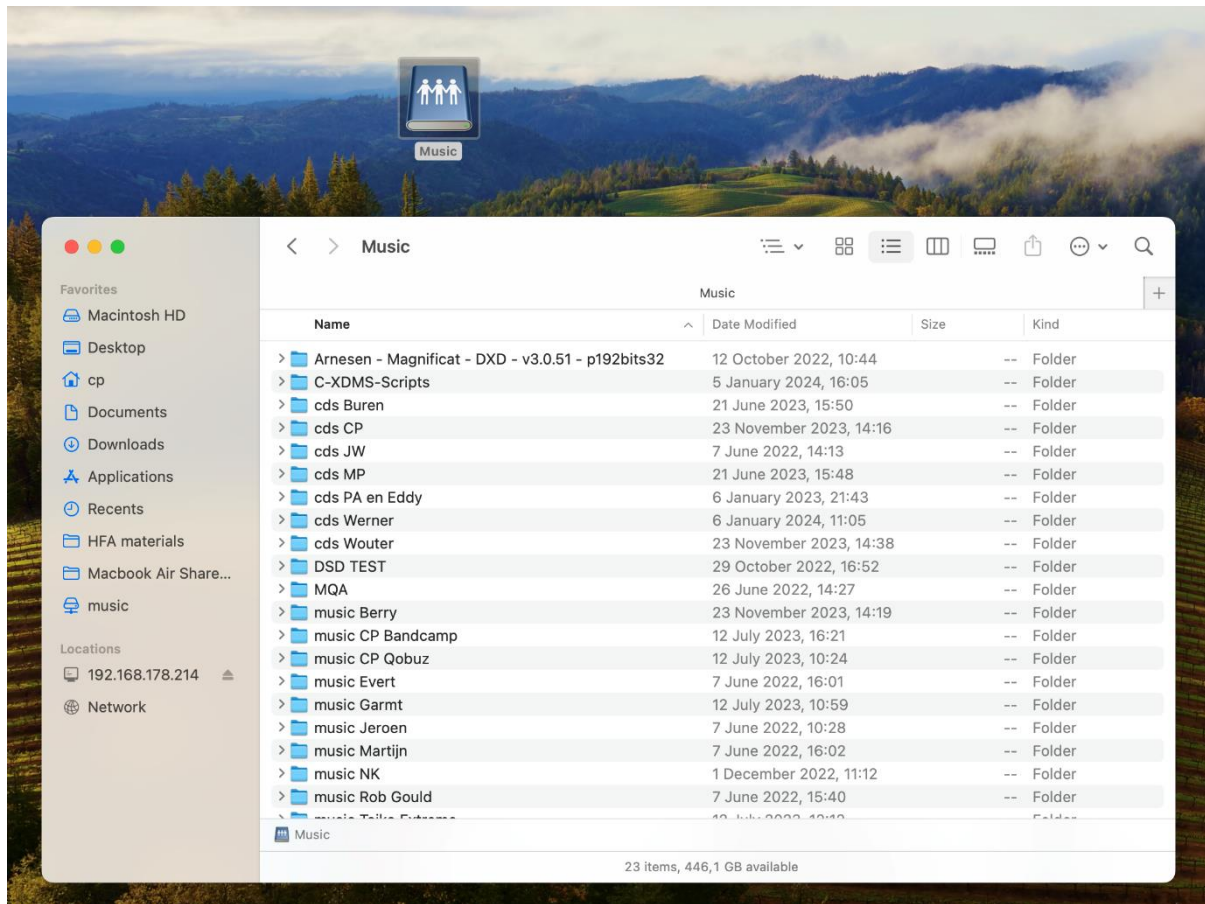 Music
Music
Favorites
Macintosh HD
Desktop
cp
Documents
Downloads
Applications
Recents
HFA materials
Macbook Air Share...
music
Locations
192.168.178.214
Network
Music
Name Date Modified Size Kind
Arnesen - Magnificat - DXD - v3.0.51 - p192bits32 12 October 2022, 10:44 -- Folder
C-XDMS-Scripts 5 January 2024, 16:05 -- Folder
cds Buren 21 June 2023, 15:50 -- Folder
cds CP 23 November 2023, 14:16 -- Folder
cds JW 7 June 2022, 14:13 -- Folder
cds MP 21 June 2023, 15:48 -- Folder
cds PA en Eddy 6 January 2023, 21:43 -- Folder
cds Werner 6 January 2024, 11:05 -- Folder
cds Wouter 23 November 2023, 14:38 -- Folder
DSD TEST 29 October 2022, 16:52 -- Folder
MQA 26 June 2022, 14:27 -- Folder
music Berry 23 November 2023, 14:19 -- Folder
music CP Bandcamp 12 July 2023, 16:21 -- Folder
music CP Qobuz 12 July 2023, 10:24 -- Folder
music Evert 7 June 2022, 16:01 -- Folder
music Garmt 12 July 2023, 10:59 -- Folder
music Jeroen 7 June 2022, 10:28 -- Folder
music Martijn 7 June 2022, 16:02 -- Folder
music NK 1 December 2022, 11:12 -- Folder
music Rob Gould 7 June 2022, 15:40 -- Folder
Music
23 items, 446,1 GB available